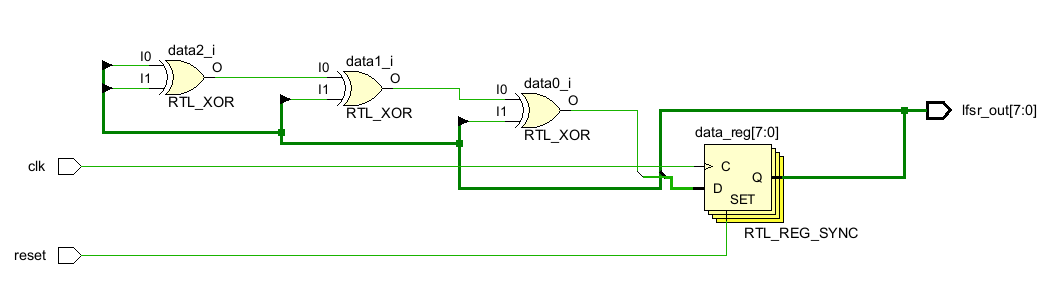 data2_i
I0
I1
O
RTL_XOR
data1_i
I0
I1
O
RTL_XOR
data0_i
I0
I1
O
RTL_XOR
lfsr_out[7:0]
data_reg[7:0]
clk
C
Q
D
SET
RTL_REG_SYNC
reset